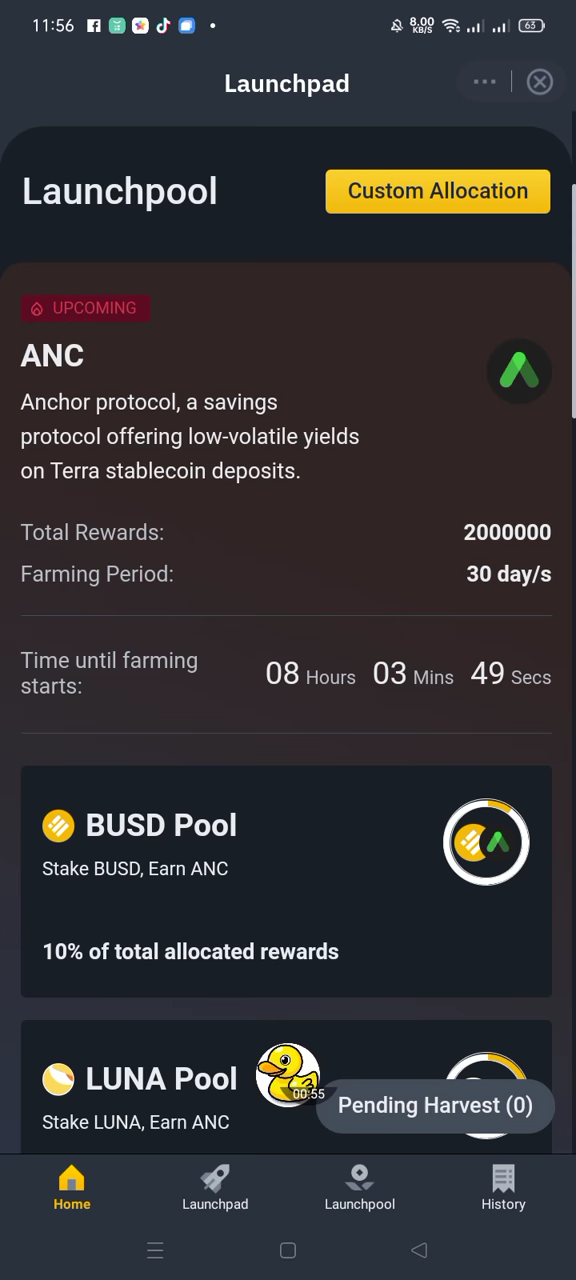 11:56
8.00
KB/S
63
Launchpad
Launchpool
Custom Allocation
UPCOMING
ANC
Anchor protocol, a savings
protocol offering low-volatile yields
on Terra stablecoin deposits.
Total Rewards: 2000000
Farming Period: 30 day/s
Time until farming
starts:
08 Hours 03 Mins 49 Secs
BUSD Pool
Stake BUSD, Earn ANC
10% of total allocated rewards
LUNA Pool
00:55
Stake LUNA, Earn ANC
Pending Harvest (0)
Home Launchpad Launchpool History